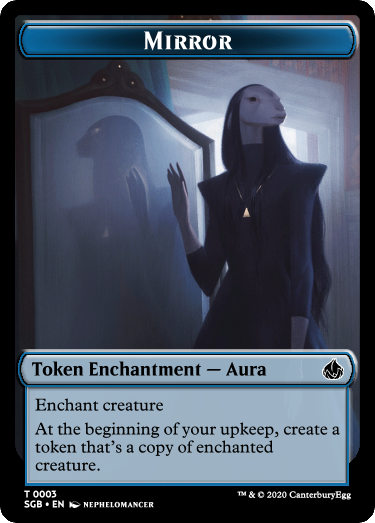 Mirror
Token Enchantment — Aura
Enchant creature
At the beginning of your upkeep, create a
token that's a copy of enchanted
creature.
T 0003
SGB • EN NEPHELOMANCER
™ & © 2020 CanterburyEgg